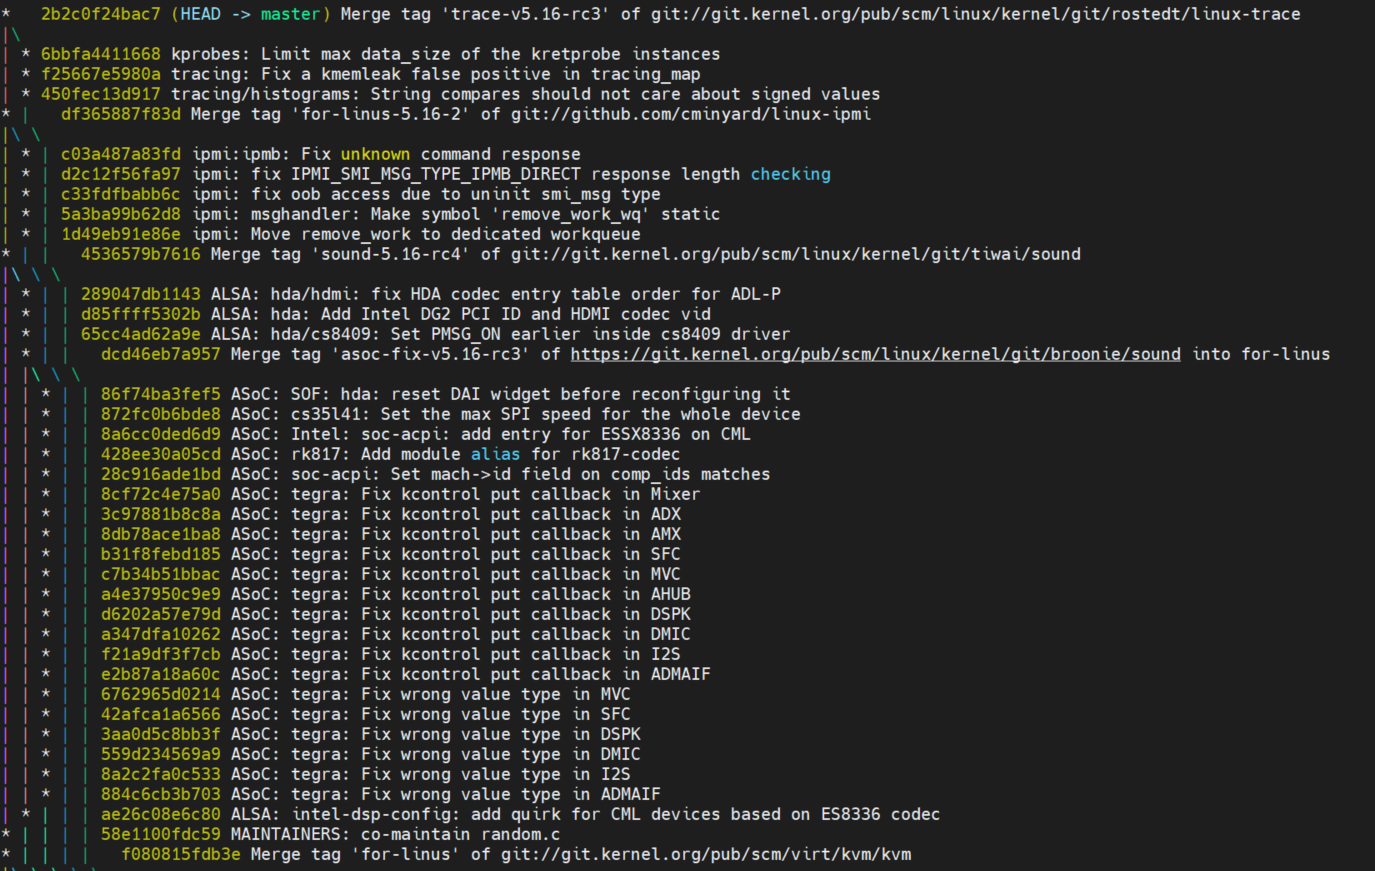 *   2b2c0f24bac7 (HEAD -> master) Merge tag 'trace-v5.16-rc3' of git://git.kernel.org/pub/scm/linux/kernel/git/rostedt/linux-trace
|\
| * 6bbfa4411668 kprobes: Limit max data_size of the kretprobe instances
| * f25667e5980a tracing: Fix a kmemleak false positive in tracing_map
| * 450fec13d917 tracing/histograms: String compares should not care about signed values
* |   df365887f83d Merge tag 'for-linus-5.16-2' of git://github.com/cminyard/linux-ipmi
|\ \
| * | c03a487a83fd ipmi:ipmb: Fix unknown command response
| * | d2c12f56fa97 ipmi: fix IPMI_SMI_MSG_TYPE_IPMB_DIRECT response length checking
| * | c33fdfbabb6c ipmi: fix oob access due to uninit smi_msg type
| * | 5a3ba99b62d8 ipmi: msghandler: Make symbol 'remove_work_wq' static
| * | 1d49eb91e86e ipmi: Move remove_work to dedicated workqueue
* | |   4536579b7616 Merge tag 'sound-5.16-rc4' of git://git.kernel.org/pub/scm/linux/kernel/git/tiwai/sound
|\ \ \
| * | | 289047db1143 ALSA: hda/hdmi: fix HDA codec entry table order for ADL-P
| * | | d85ffff5302b ALSA: hda: Add Intel DG2 PCI ID and HDMI codec vid
| * | | 65cc4ad62a9e ALSA: hda/cs8409: Set PMSG_ON earlier inside cs8409 driver
| * | |   dcd46eb7a957 Merge tag 'asoc-fix-v5.16-rc3' of https://git.kernel.org/pub/scm/linux/kernel/git/broonie/sound into for-linus
| |\ \ \
| | * | | 86f74ba3fef5 ASoC: SOF: hda: reset DAI widget before reconfiguring it
| | * | | 872fc0b6bde8 ASoC: cs35l41: Set the max SPI speed for the whole device
| | * | | 8a6cc0ded6d9 ASoC: Intel: soc-acpi: add entry for ESSX8336 on CML
| | * | | 428ee30a05cd ASoC: rk817: Add module alias for rk817-codec
| | * | | 28c916ade1bd ASoC: soc-acpi: Set mach->id field on comp_ids matches
| | * | | 8cf72c4e75a0 ASoC: tegra: Fix kcontrol put callback in Mixer
| | * | | 3c97881b8c8a ASoC: tegra: Fix kcontrol put callback in ADX
| | * | | 8db78ace1ba8 ASoC: tegra: Fix kcontrol put callback in AMX
| | * | | b31f8febd185 ASoC: tegra: Fix kcontrol put callback in SFC
| | * | | c7b34b51bbac ASoC: tegra: Fix kcontrol put callback in MVC
| | * | | a4e37950c9e9 ASoC: tegra: Fix kcontrol put callback in AHUB
| | * | | d6202a57e79d ASoC: tegra: Fix kcontrol put callback in DSPK
| | * | | a347dfa10262 ASoC: tegra: Fix kcontrol put callback in DMIC
| | * | | f21a9df3f7cb ASoC: tegra: Fix kcontrol put callback in I2S
| | * | | e2b87a18a60c ASoC: tegra: Fix kcontrol put callback in ADMAIF
| | * | | 6762965d0214 ASoC: tegra: Fix wrong value type in MVC
| | * | | 42afca1a6566 ASoC: tegra: Fix wrong value type in SFC
| | * | | 3aa0d5c8bb3f ASoC: tegra: Fix wrong value type in DSPK
| | * | | 559d234569a9 ASoC: tegra: Fix wrong value type in DMIC
| | * | | 8a2c2fa0c533 ASoC: tegra: Fix wrong value type in I2S
| | * | | 884c6cb3b703 ASoC: tegra: Fix wrong value type in ADMAIF
| * | | | ae26c08e6c80 ALSA: intel-dsp-config: add quirk for CML devices based on ES8336 codec
* | | | | 58e1100fdc59 MAINTAINERS: co-maintain random.c
* | | | |   f080815fdb3e Merge tag 'for-linus' of git://git.kernel.org/pub/scm/virt/kvm/kvm
|\ \ \ \ \